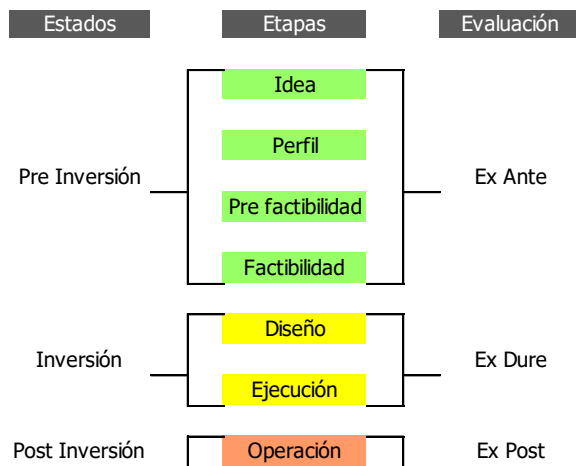 Estados Etapas Evaluación
Idea
Perfil
Pre Inversión Ex Ante
Pre factibilidad
Factibilidad
Diseño
Inversión Ex Dure
Ejecución
Post Inversión Operación Ex Post